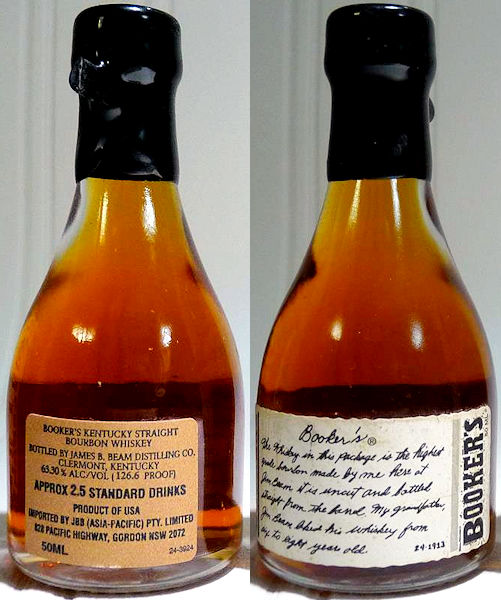 BOOKER'S KENTUCKY STRAIGHT
BOURBON WHISKEY
BOTTLED BY JAMES B. BEAM DISTILLING CO.
CLERMONT, KENTUCKY
63.30 % ALC/VOL (126.6 PROOF)
APPROX 2.5 STANDARD DRINKS
PRODUCT OF USA
IMPORTED BY JBB (ASIA-PACIFIC) PTY. LIMITED
828 PACIFIC HIGHWAY, GORDON NSW 2072
50ML
24-3924
Booker's®
The Whiskey in this package is the highest
grade bourbon made by me here at
Jim Beam it is uncut and bottled
straight from the barrel. My grandfather,
Jim Beam liked his whiskey from
six to eight year old.
24-1913
BOOKER'S